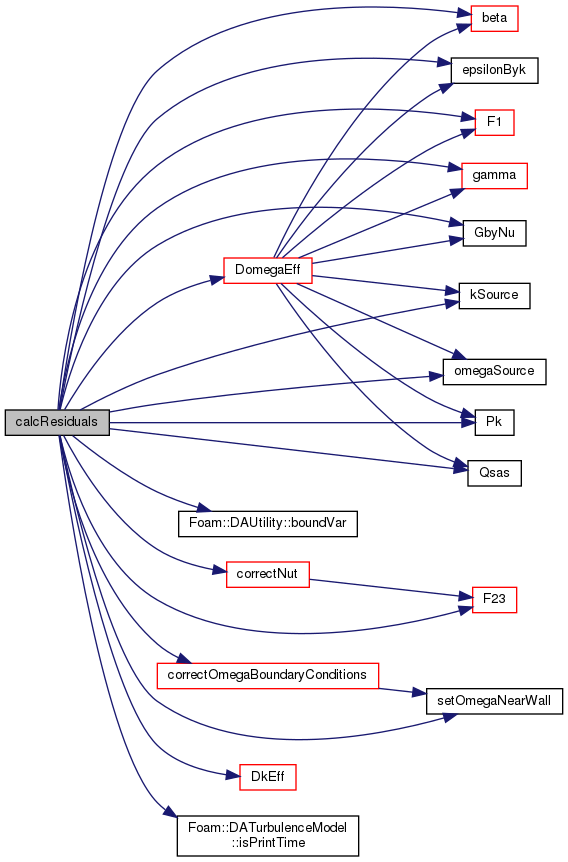 beta
epsilonByk
F1
gamma
GbyNu
DomegaEff
kSource
omegaSource
calcResiduals
Pk
Qsas
Foam::DAUtility::boundVar
correctNut
F23
correctOmegaBoundaryConditions
setOmegaNearWall
DkEff
Foam::DATurbulenceModel
::isPrintTime